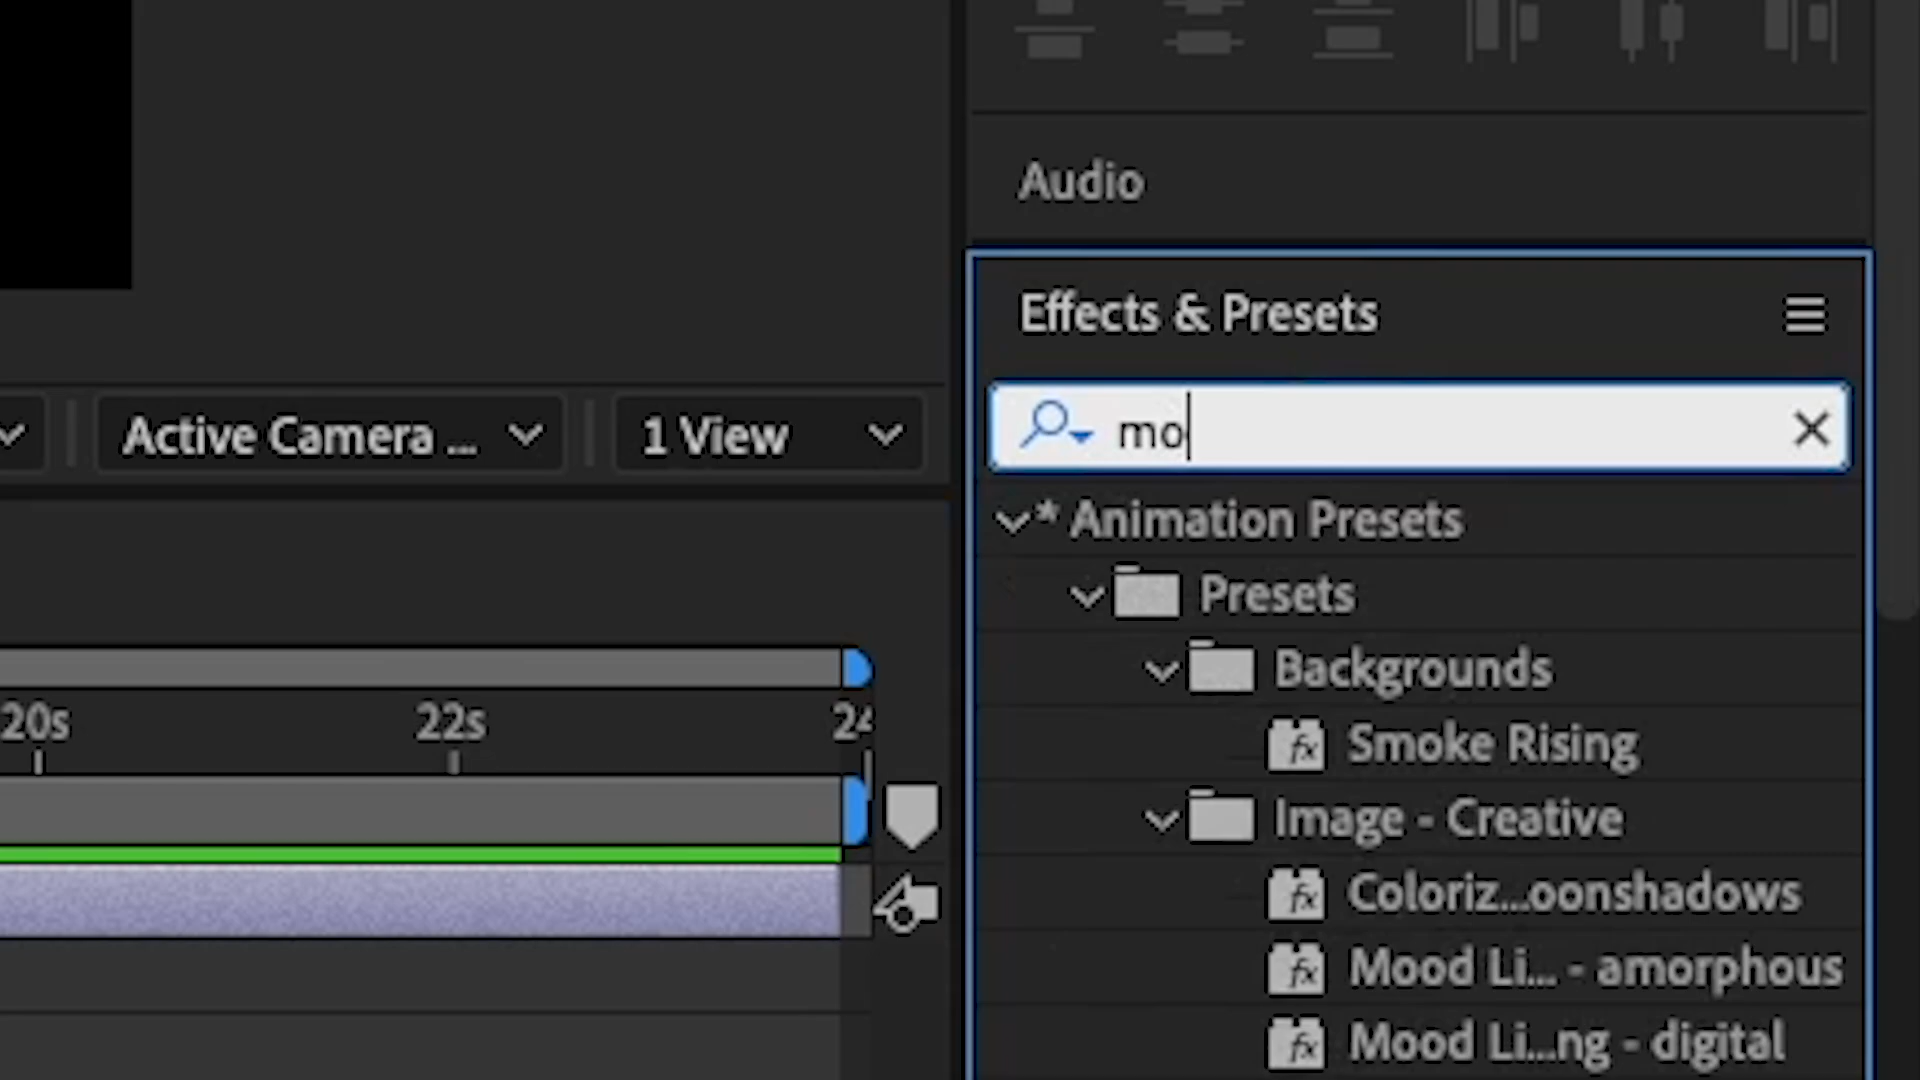 Audio
Effects & Presets
Active Camera ...
1 View
mo
* Animation Presets
Presets
Backgrounds
20s
22s
24
Smoke Rising
Image - Creative
Coloriz...oonshadows
Mood Li... - amorphous
Mood Li...ng - digital